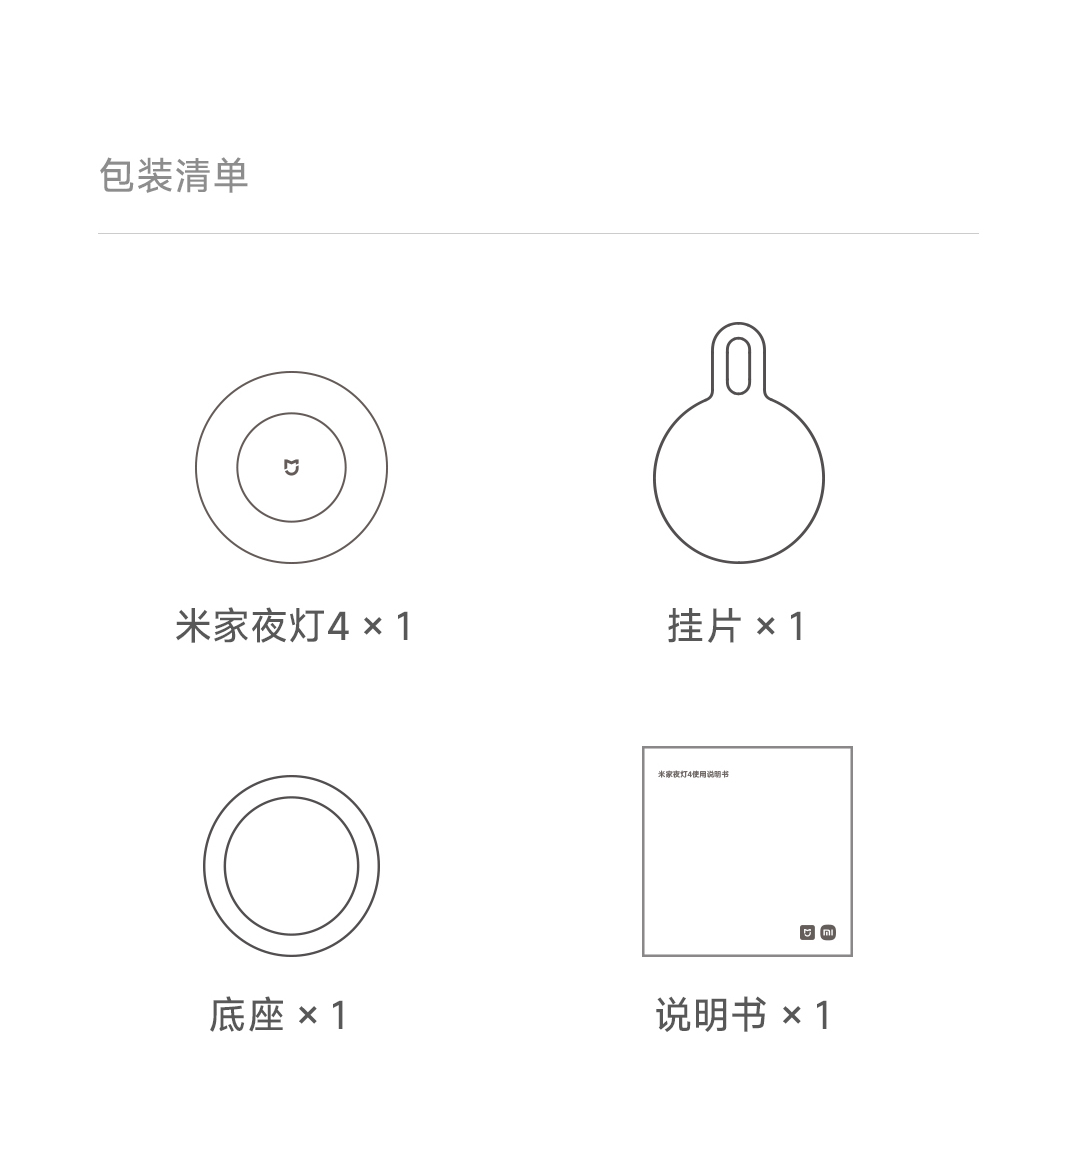 包装清单
米家夜灯4 × 1
挂片 × 1
米家夜灯4使用说明书
底座 × 1
说明书 × 1